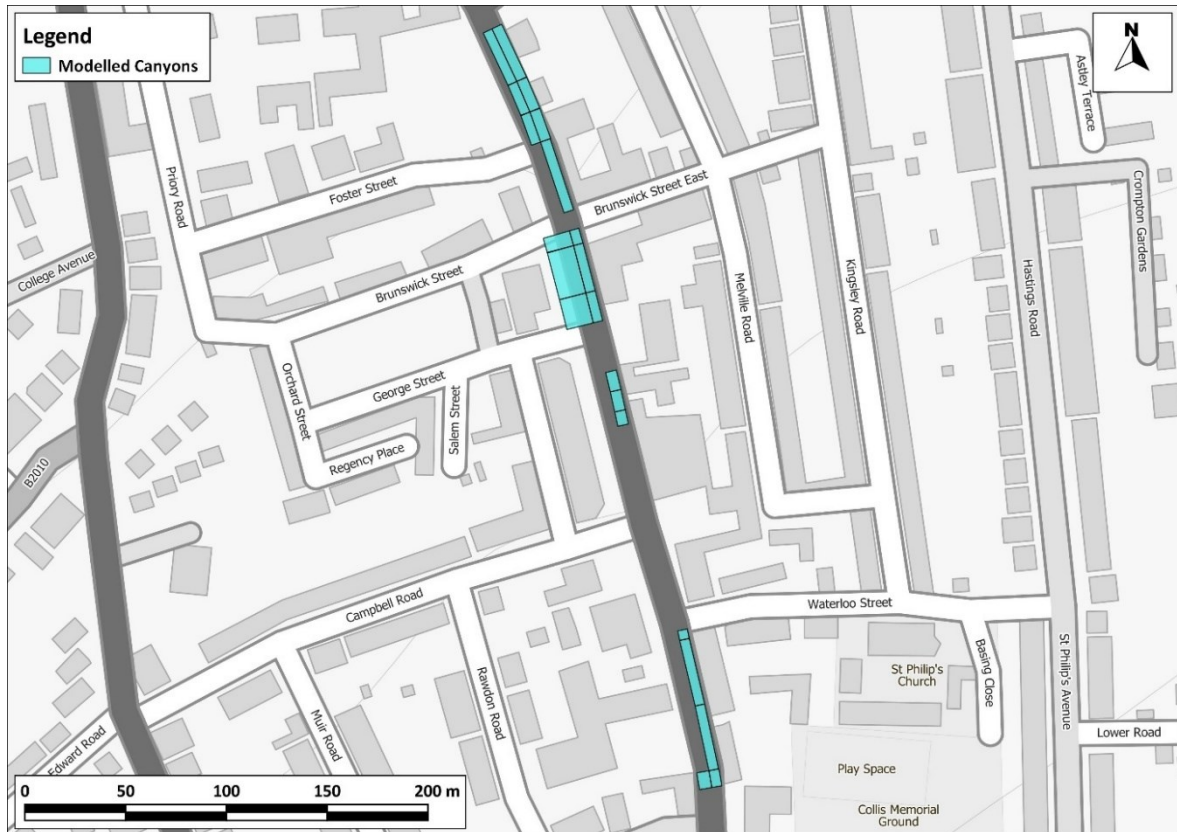 Legend
Modelled Canyons
N
Astley Terrace
Priory Road
Foster Street
Brunswick Street East
Crompton Gardens
College Avenue
Brunswick Street
Melville Road
Kingsley Road
Hastings Road
Orchard Street
George Street
Salem Street
Regency Place
B2010
Campbell Road
Waterloo Street
Rawdon Road
Basing Close
St Philip's
Church
St Philip's Avenue
Muir Road
Edward Road
Lower Road
Play Space
Collis Memorial
Ground
0 50 100 150 200 m